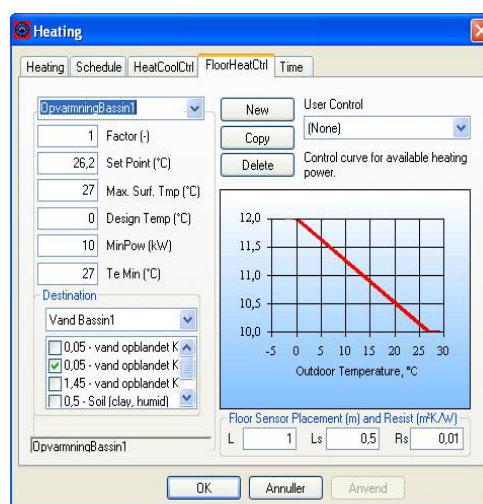 Heating
Heating Schedule HeatCoolCtrl FloorHeatCtrl Time
OpvarmningBassin1
1 Factor (-)
26,2 Set Point (°C)
27 Max. Surf. Tmp (°C)
0 Design Temp (°C)
10 MinPow (kW)
27 Te Min (°C)
Destination
Vand Bassin1
0,05 - vand opblandet K
0,05 - vand opblandet K
1,45 - vand opblandet K
0,5 - Soil (clay, humid)
OpvarmningBassin1
New
Copy
Delete
User Control
(None)
Control curve for available heating
power.
12,0
11,5
11,0
10,5
10,0
-5 0 5 10 15 20 25 30
Outdoor Temperature, °C
Floor Sensor Placement (m) and Resist (m²K/W)
L 1 Ls 0,5 Rs 0,01
OK Annuller Anvend